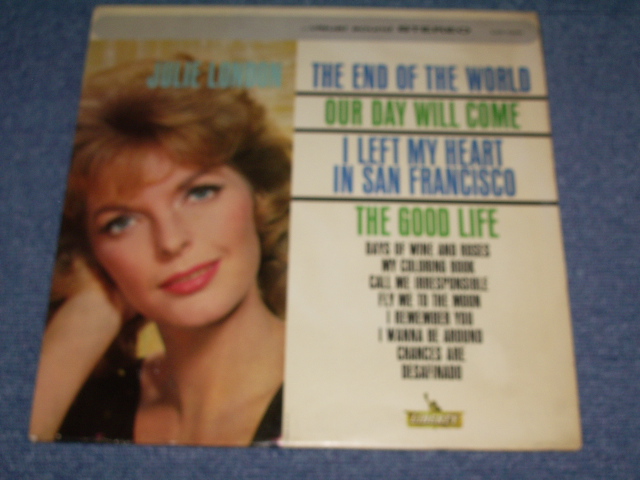 STEREO
JULIE LONDON
THE END OF THE WORLD
OUR DAY WILL COME
I LEFT MY HEART
IN SAN FRANCISCO
THE GOOD LIFE
DAYS OF WINE AND ROSES
MY COLORING BOOK
CALL ME IRRESPONSIBLE
FLY ME TO THE MOON
I REMEMBER YOU
I WANNA BE AROUND
CHANCES ARE
DESAFINADO
LIBERTY